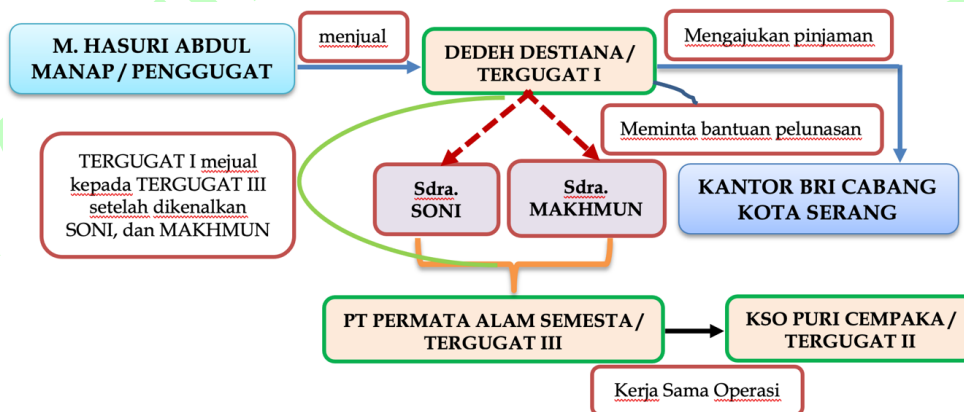 M. HASURI ABDUL
MANAP / PENGGUGAT
menjual
DEDEH DESTIANA/
TERGUGAT I
Mengajukan pinjaman
Meminta bantuan pelunasan
TERGUGAT I mejual
kepada TERGUGAT III
setelah dikenalkan
SONI, dan MAKHMUN
Sdra.
SONI
Sdra.
MAKHMUN
KANTOR BRI CABANG
KOTA SERANG
PT PERMATA ALAM SEMESTA/
TERGUGAT III
KSO PURI CEMPAKA/
TERGUGAT II
Kerja Sama Operasi